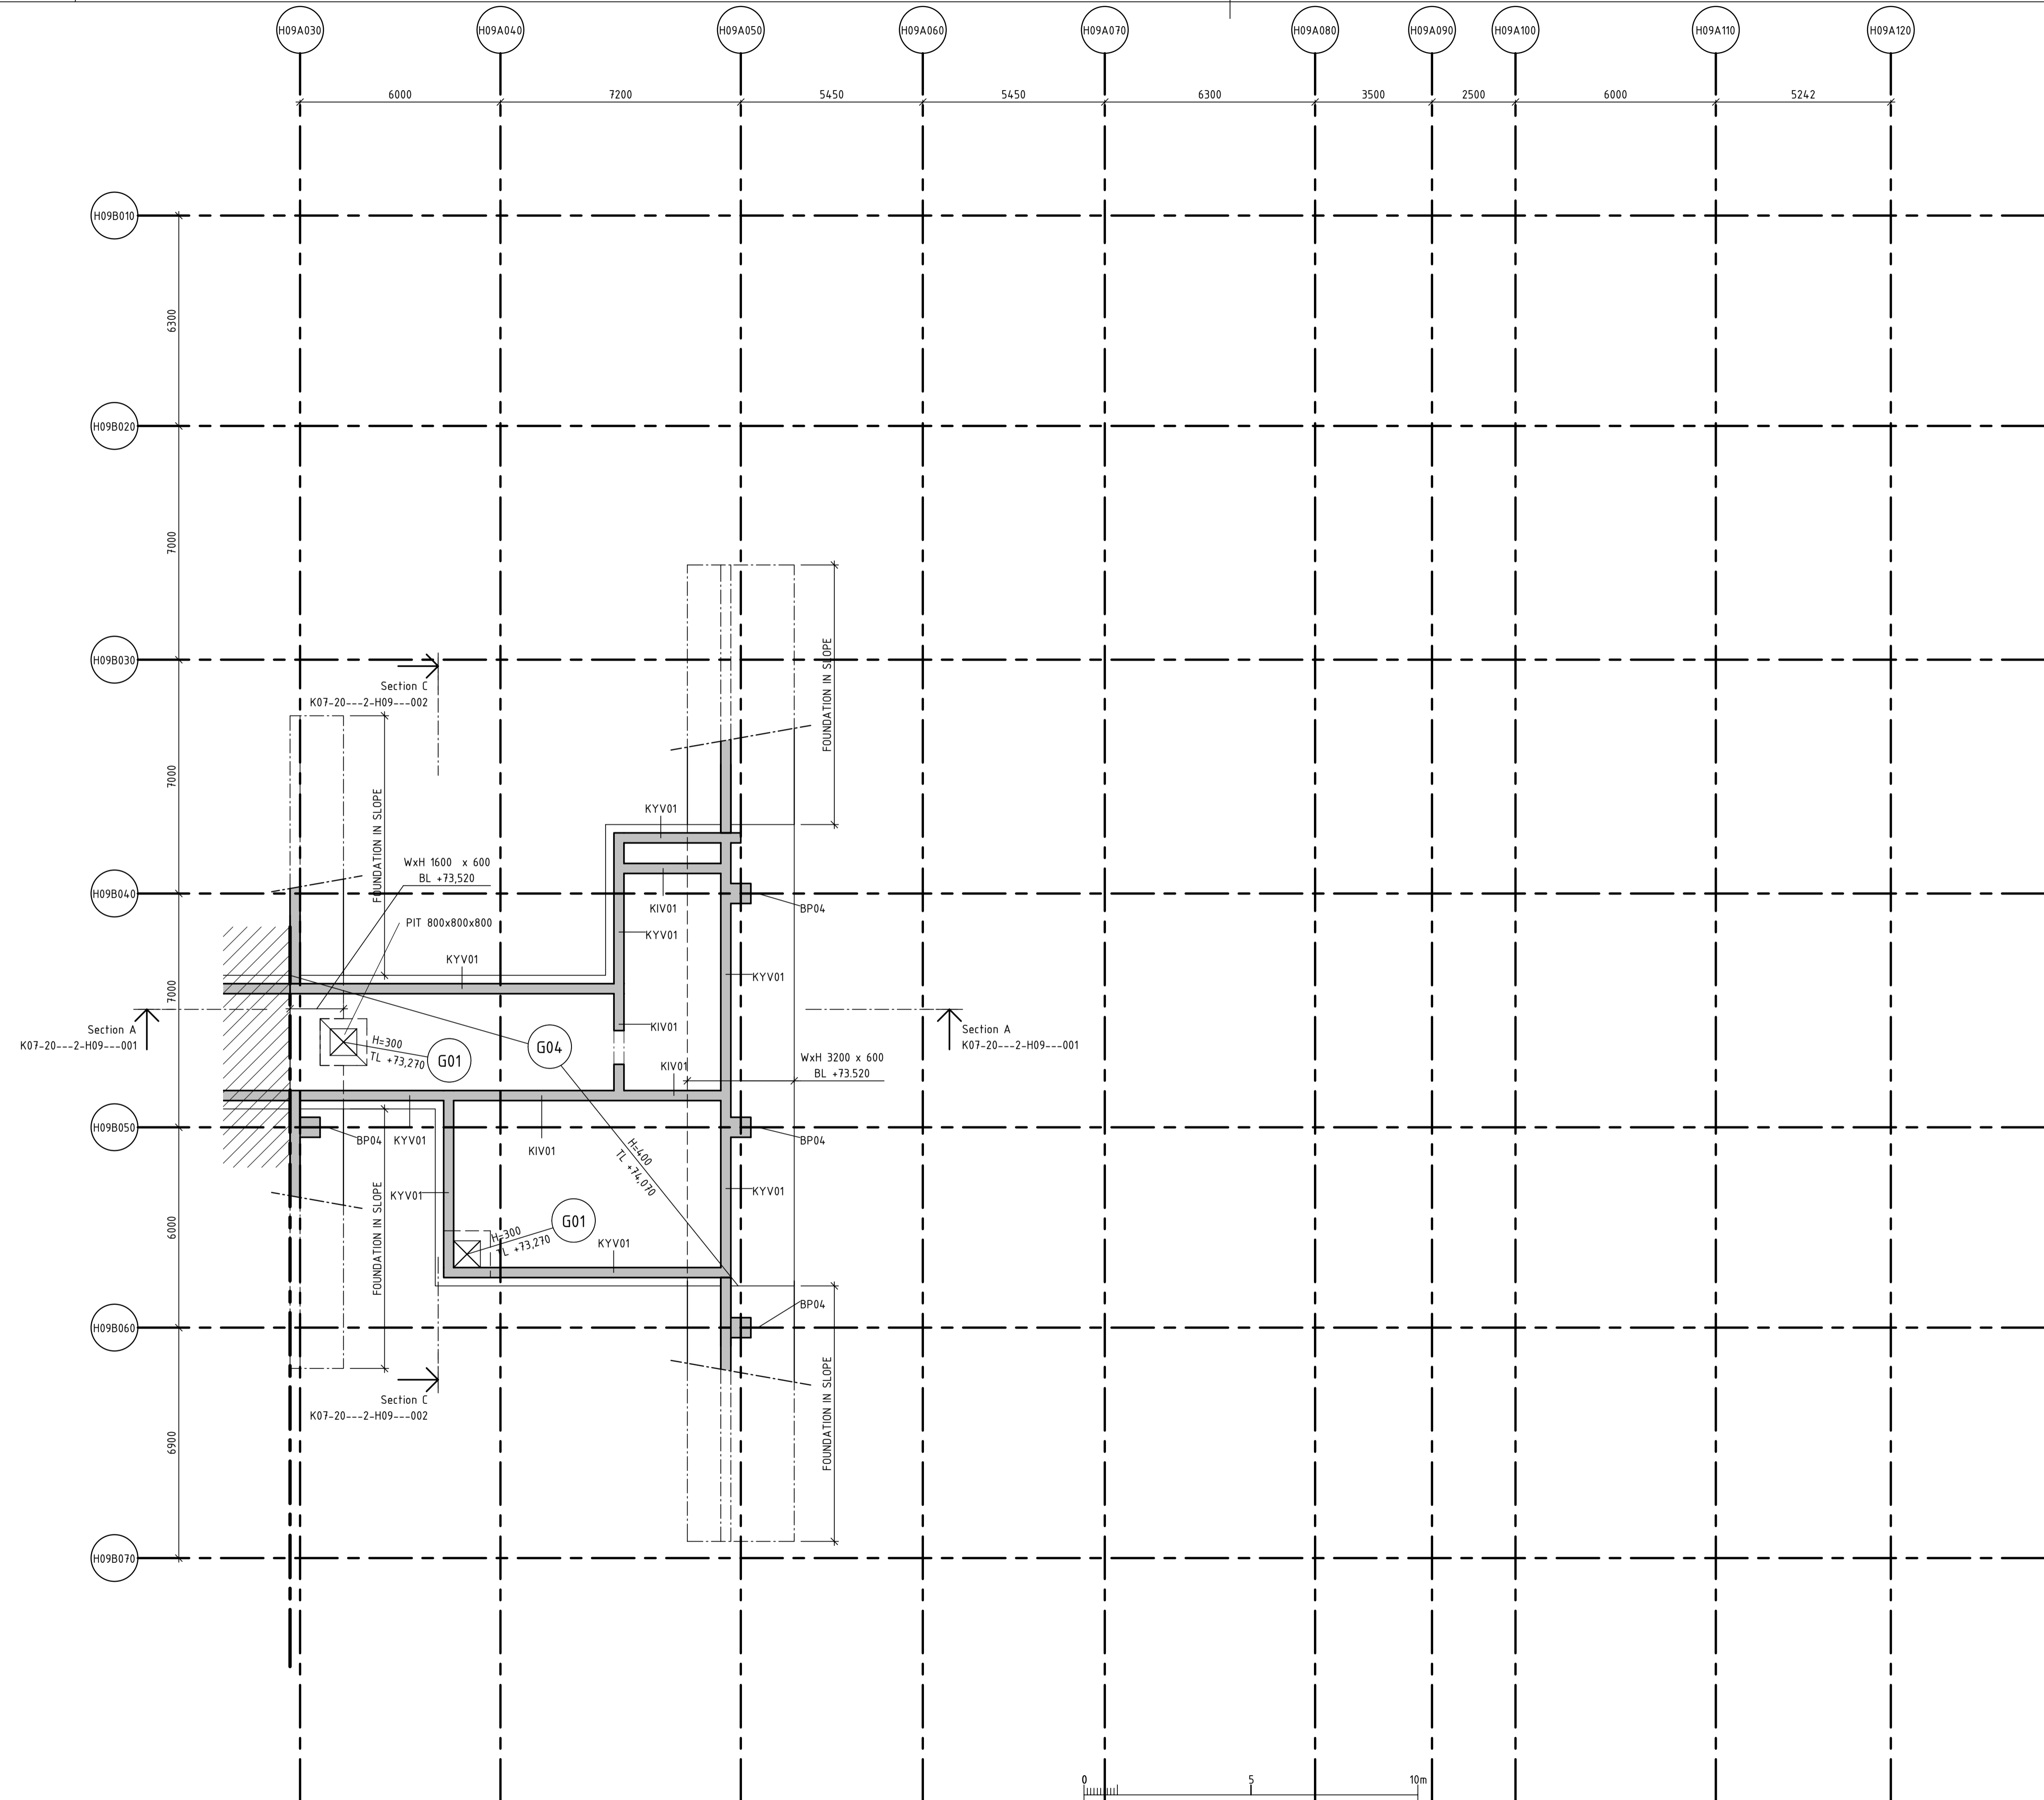 H09A030 H09A040 H09A050 H09A060 H09A070 H09A080 H09A090 H09A100 H09A110 H09A120
6000 7200 5450 5450 6300 3500 2500 6000 5242
H09B010
6300
H09B020
7000
H09B030
Section C
K07-20---2-H09---002
FOUNDATION IN SLOPE
7000
FOUNDATION IN SLOPE
KYV01
WxH 1600 x 600
BL +73,520
H09B040
KIV01
BP04
PIT 800x800x800
KYV01
KYV01
KYV01
7000
Section A
K07-20---2-H09---001
KIV01
Section A
K07-20---2-H09---001
H=300
TL +73,270
G01
G04
KIV01
WxH 3200 x 600
BL +73.520
H09B050
BP04
KYV01
KIV01
BP04
H=400
TL +74,070
KYV01
KYV01
6000
FOUNDATION IN SLOPE
G01
H=300
TL +73,270
KYV01
BP04
H09B060
Section C
K07-20---2-H09---002
FOUNDATION IN SLOPE
6900
H09B070
0 5 10m